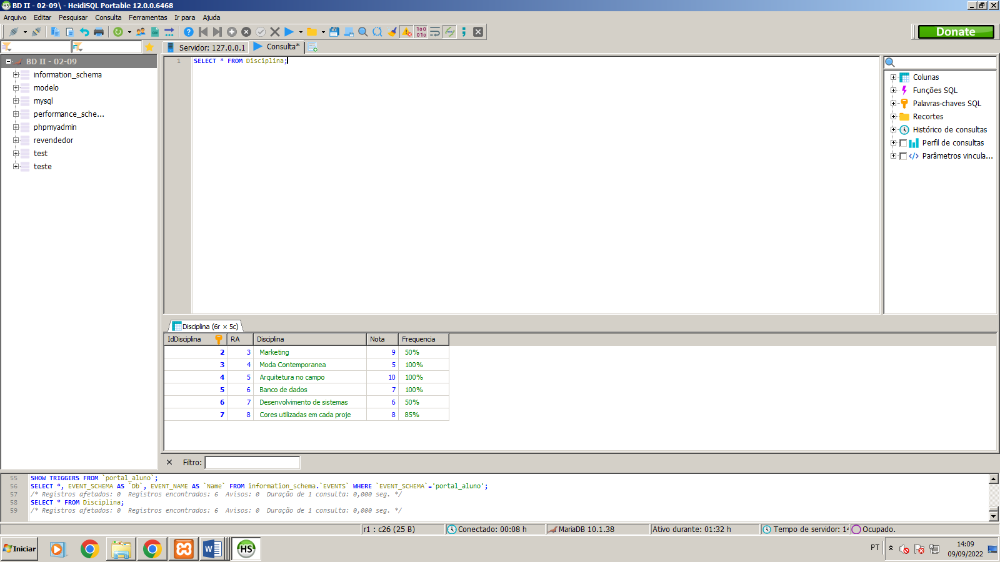 BD II - 02-09\ - HeidiSQL Portable 12.0.0.6468
Arquivo Editar Pesquisar Consulta Ferramentas Ir para Ajuda
Donate
Servidor: 127.0.0.1 Consulta*
BD II - 02-09
information_schema
modelo
mysql
performance_sche...
phpmyadmin
revendedor
test
teste
1 SELECT * FROM Disciplina;
Colunas
Funções SQL
Palavras-chaves SQL
Recortes
Histórico de consultas
Perfil de consultas
Parâmetros vincula...
Disciplina (6r × 5c)
IdDisciplina RA Disciplina Nota Frequencia
2 3 Marketing 9 50%
3 4 Moda Contemporanea 5 100%
4 5 Arquitetura no campo 10 100%
5 6 Banco de dados 7 100%
6 7 Desenvolvimento de sistemas 6 50%
7 8 Cores utilizadas em cada proje 8 85%
Filtro:
55 SHOW TRIGGERS FROM `portal_aluno`;
56 SELECT *, EVENT_SCHEMA AS `Db`, EVENT_NAME AS `Name` FROM information_schema.`EVENTS` WHERE `EVENT_SCHEMA`='portal_aluno';
57 /* Registros afetados: 0 Registros encontrados: 6 Avisos: 0 Duração de 1 consulta: 0,000 seg. */
58 SELECT * FROM Disciplina;
59 /* Registros afetados: 0 Registros encontrados: 6 Avisos: 0 Duração de 1 consulta: 0,000 seg. */
r1 : c26 (25 B) Conectado: 00:08 h MariaDB 10.1.38 Ativo durante: 01:32 h Tempo de servidor: 14 Ocupado.
Iniciar HS PT 14:09
09/09/2022